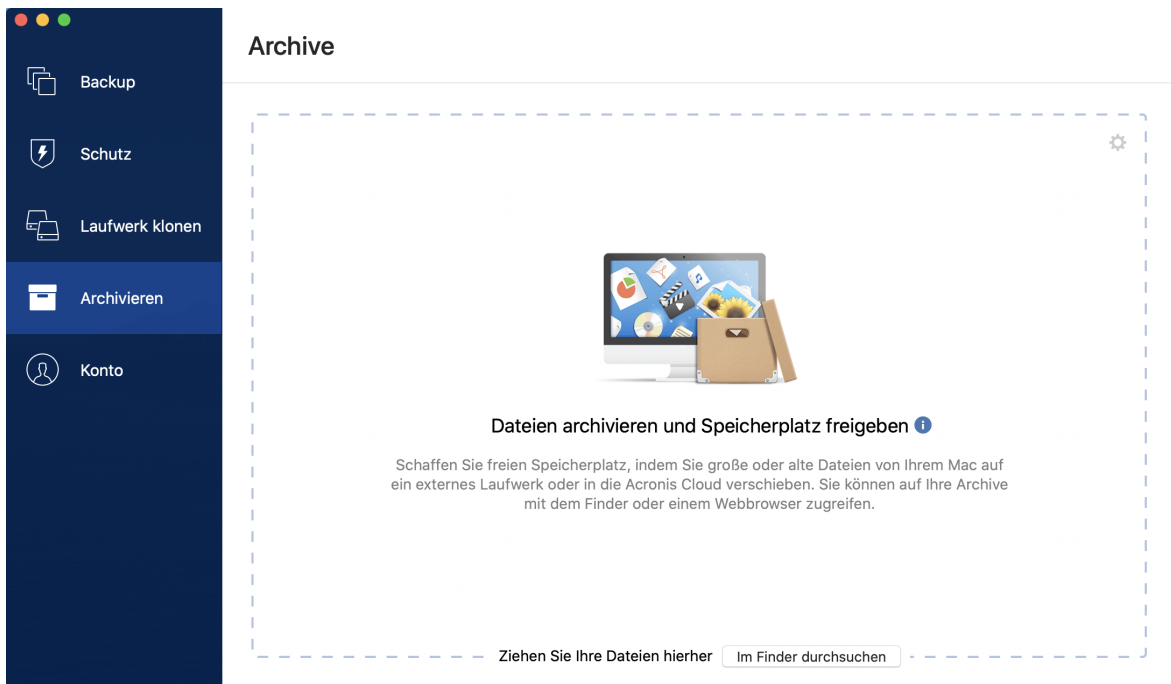 Archive
Backup
Schutz
Laufwerk klonen
Archivieren
Konto
Dateien archivieren und Speicherplatz freigeben
Schaffen Sie freien Speicherplatz, indem Sie große oder alte Dateien von Ihrem Mac auf
ein externes Laufwerk oder in die Acronis Cloud verschieben. Sie können auf Ihre Archive
mit dem Finder oder einem Webbrowser zugreifen.
Ziehen Sie Ihre Dateien hierher Im Finder durchsuchen